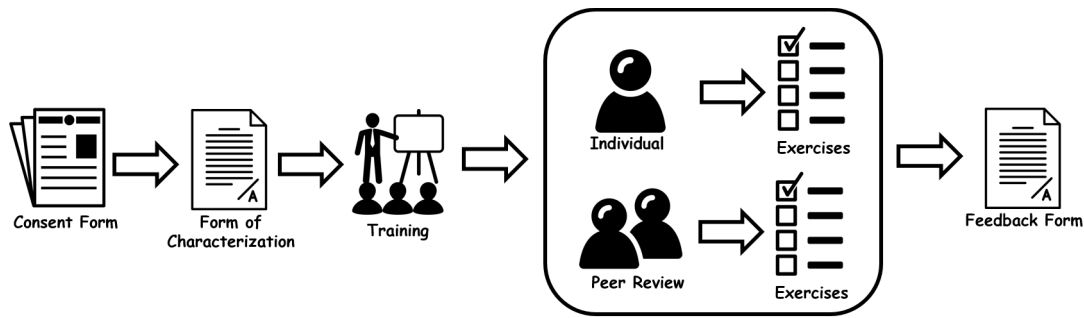 Consent Form
Form of
Characterization
Training
Individual
Exercises
Peer Review
Exercises
Feedback Form
A
A